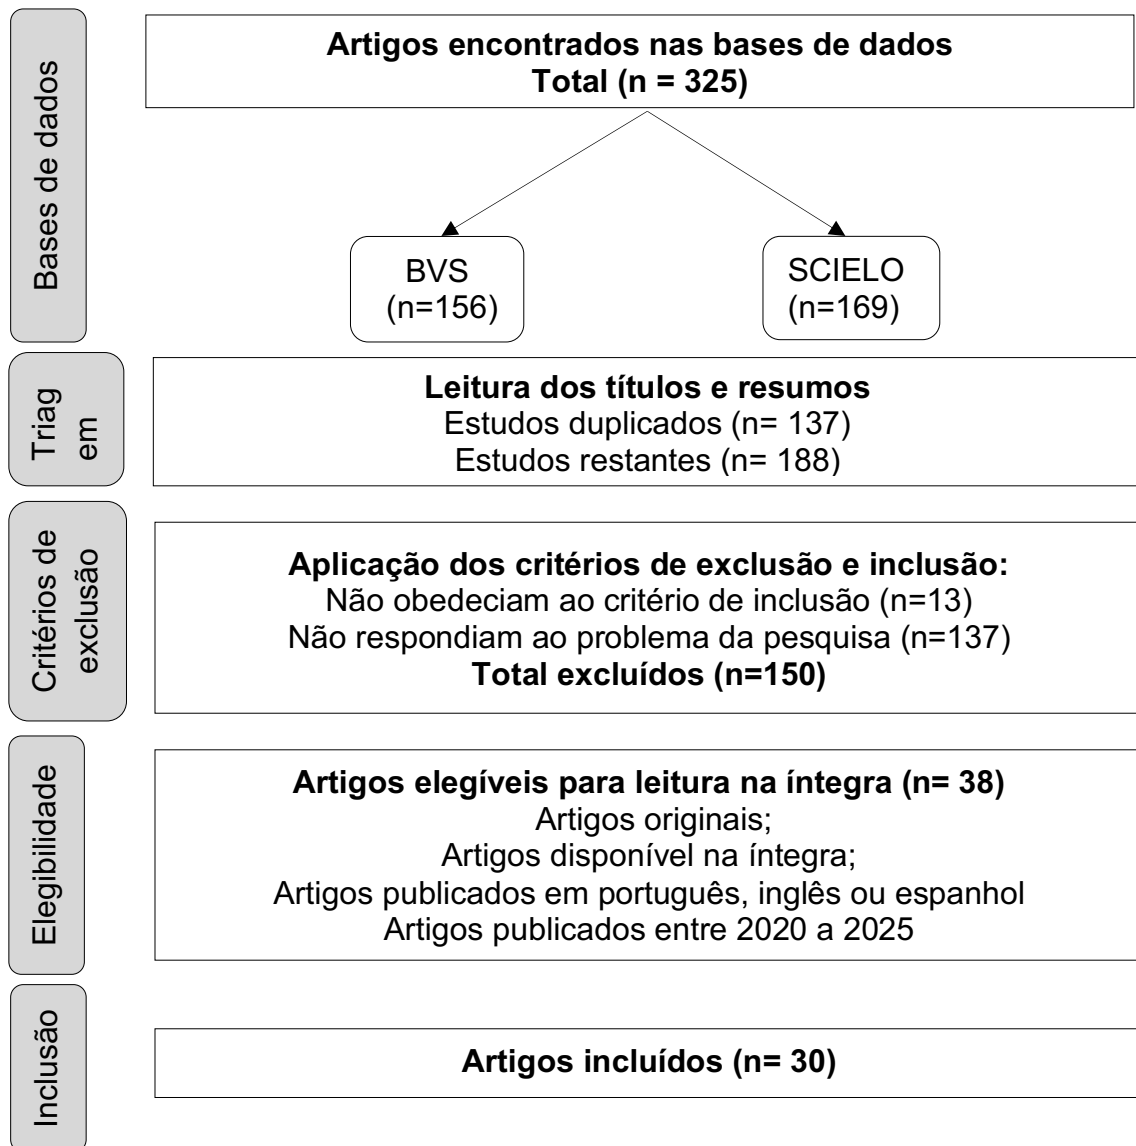 Bases de dados
Artigos encontrados nas bases de dados
Total (n = 325)
BVS
(n=156)
SCIELO
(n=169)
Triag
em
Leitura dos títulos e resumos
Estudos duplicados (n= 137)
Estudos restantes (n= 188)
Critérios de
exclusão
Aplicação dos critérios de exclusão e inclusão:
Não obedeciam ao critério de inclusão (n=13)
Não respondiam ao problema da pesquisa (n=137)
Total excluídos (n=150)
Elegibilidade
Artigos elegíveis para leitura na íntegra (n= 38)
Artigos originais;
Artigos disponível na íntegra;
Artigos publicados em português, inglês ou espanhol
Artigos publicados entre 2020 a 2025
Inclusão
Artigos incluídos (n= 30)